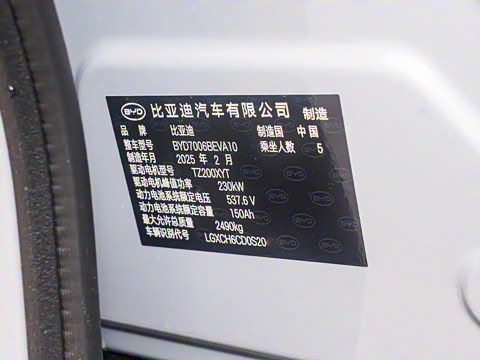 BYD 比亚迪汽车有限公司 制造
品牌 比亚迪 制造国 中国
整车型号 BYD7006BEVA10 乘坐人数 5
制造年月 2025 年 2 月
驱动电机型号 TZ200XYT
驱动电机峰值功率 230kW
动力电池系统额定电压 537.6 V
动力电池系统额定容量 150Ah
最大允许总质量 2490kg
车辆识别代号 LGXCH6CD0S20